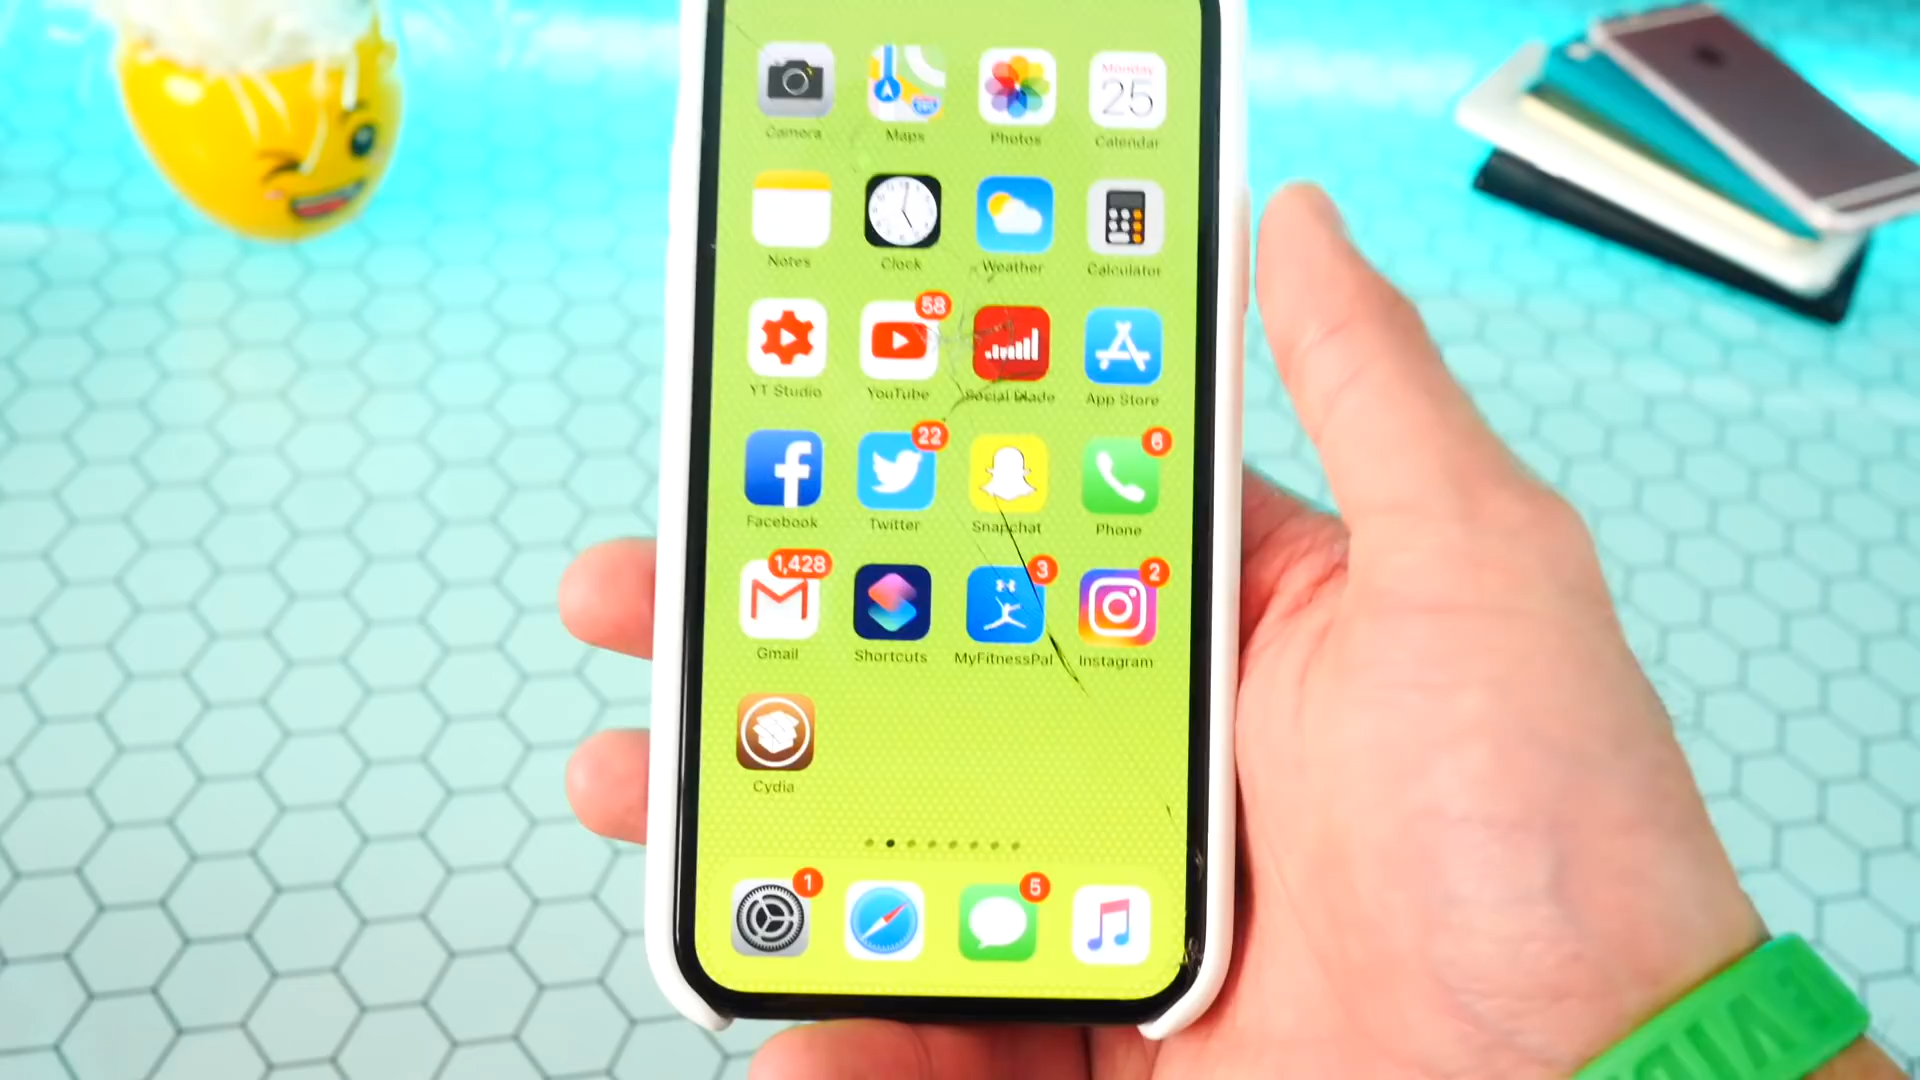 Camera
Maps
Photos
Monday
25
Calendar
Notes
Clock
Weather
Calculator
58
YT Studio
YouTube
Social Blade
App Store
22
6
Facebook
Twitter
Snapchat
Phone
1,428
3
2
Gmail
Shortcuts
MyFitnessPal
Instagram
Cydia
1
5